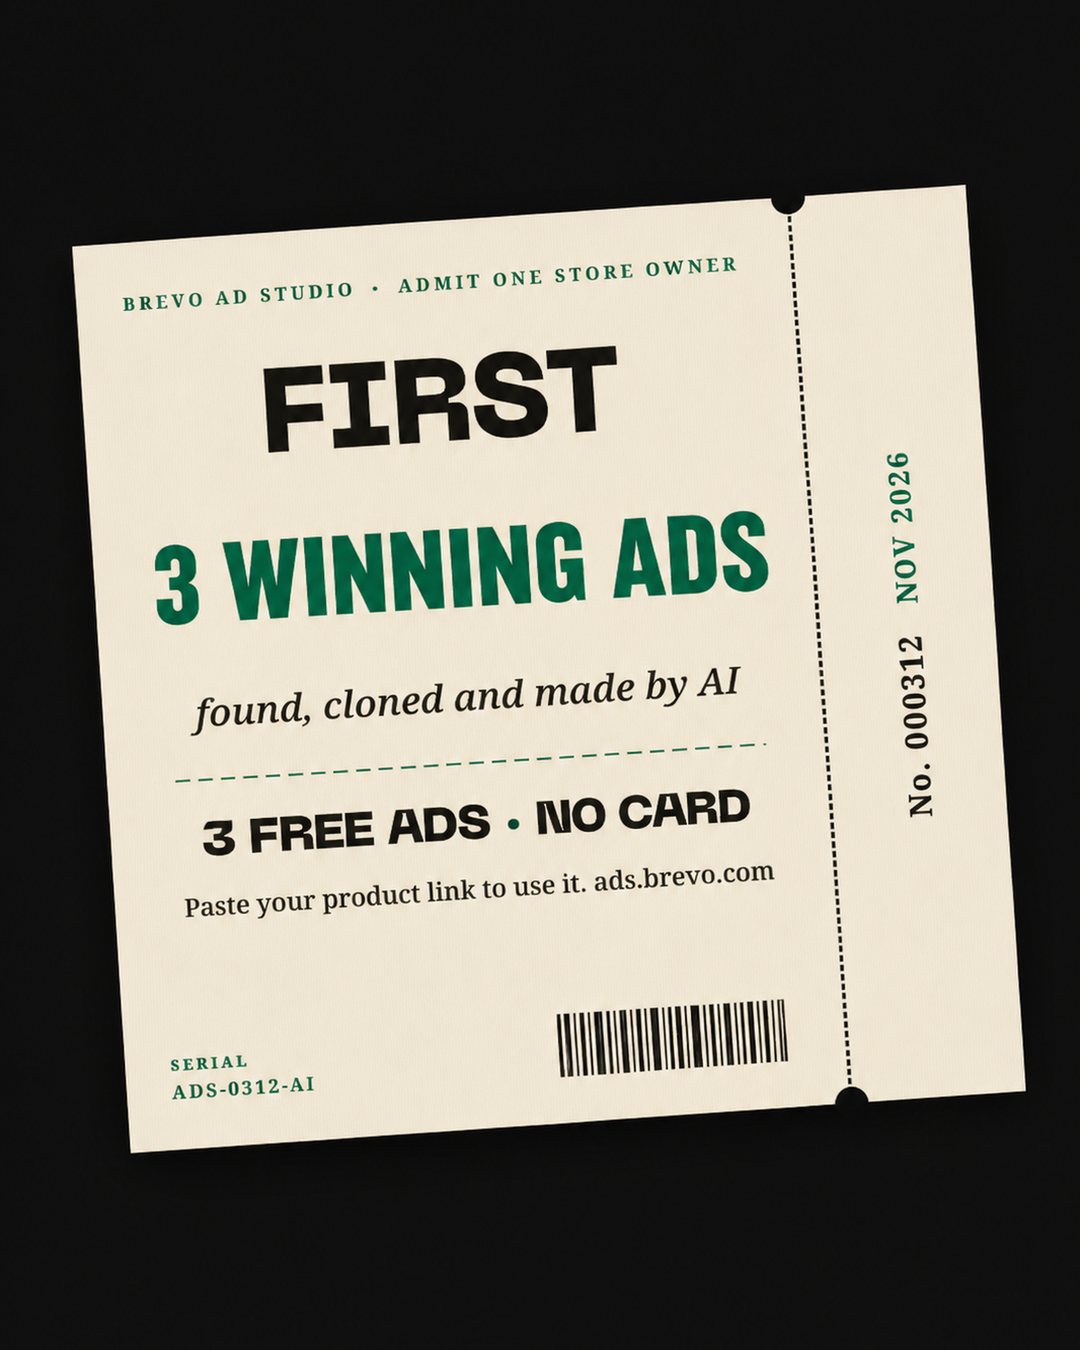 BREVO AD STUDIO • ADMIT ONE STORE OWNER
FIRST
3 WINNING ADS
found, cloned and made by AI
3 FREE ADS • NO CARD
Paste your product link to use it. ads.brevo.com
SERIAL
ADS-0312-AI
No. 000312 NOV 2026